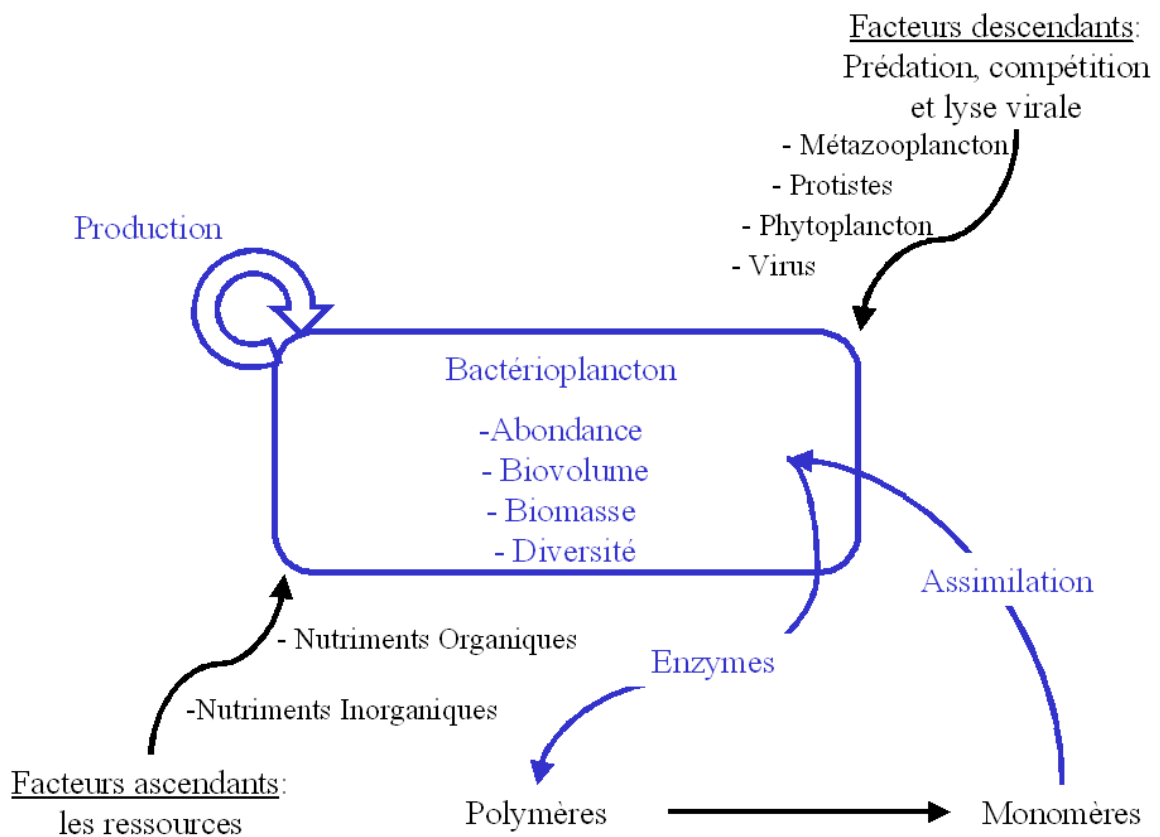 Facteurs descendants:
Prédation, compétition
et lyse virale
- Métazooplancton
- Protistes
- Phytoplancton
- Virus
Production
Bactérioplancton
-Abondance
- Biovolume
- Biomasse
- Diversité
Assimilation
- Nutriments Organiques
Enzymes
-Nutriments Inorganiques
Facteurs ascendants:
les ressources
Polymères
Monomères